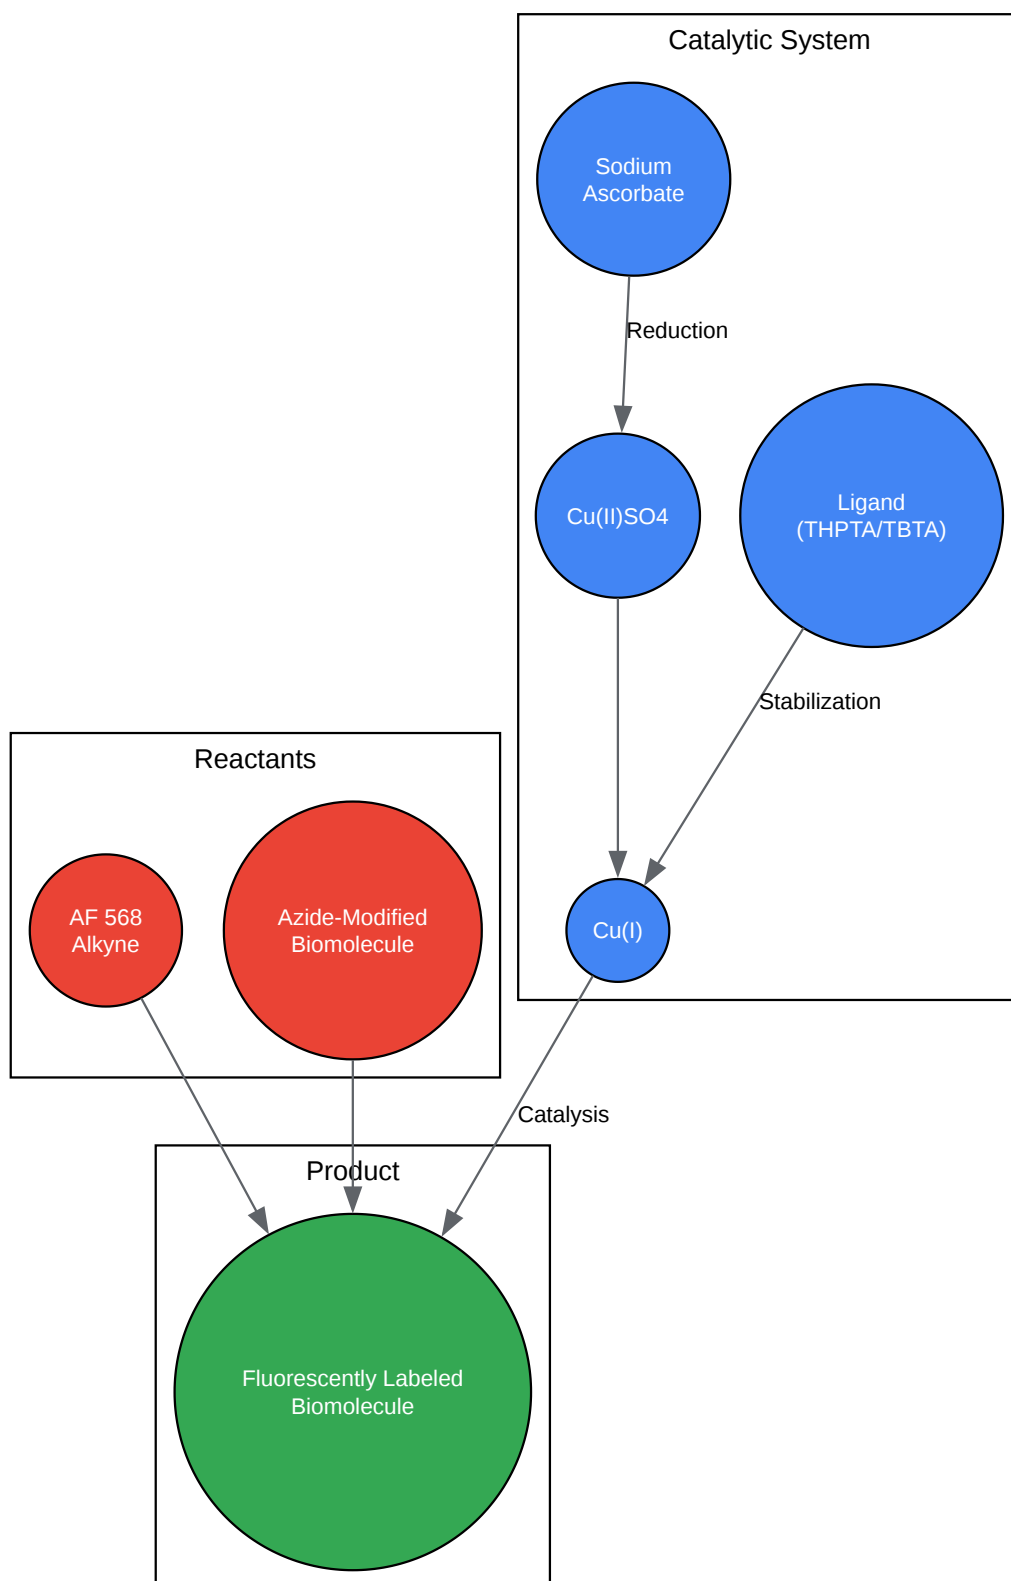 Catalytic System
Sodium
Ascorbate
Reduction
Cu(II)SO4
Ligand
(THPTA/TBTA)
Stabilization
Reactants
AF 568
Alkyne
Azide-Modified
Biomolecule
Cu(I)
Catalysis
Product
Fluorescently Labeled
Biomolecule